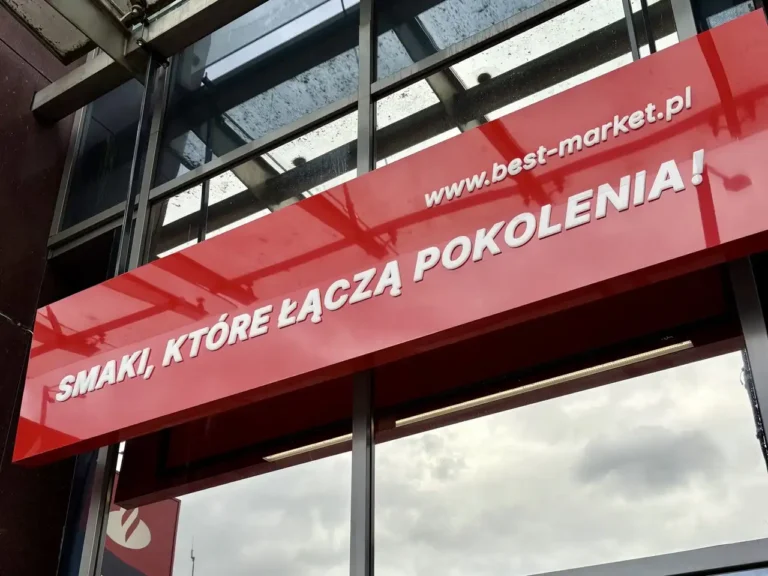 www.best-market.pl
SMAKI, KTÓRE ŁĄCZĄ POKOLENIA!